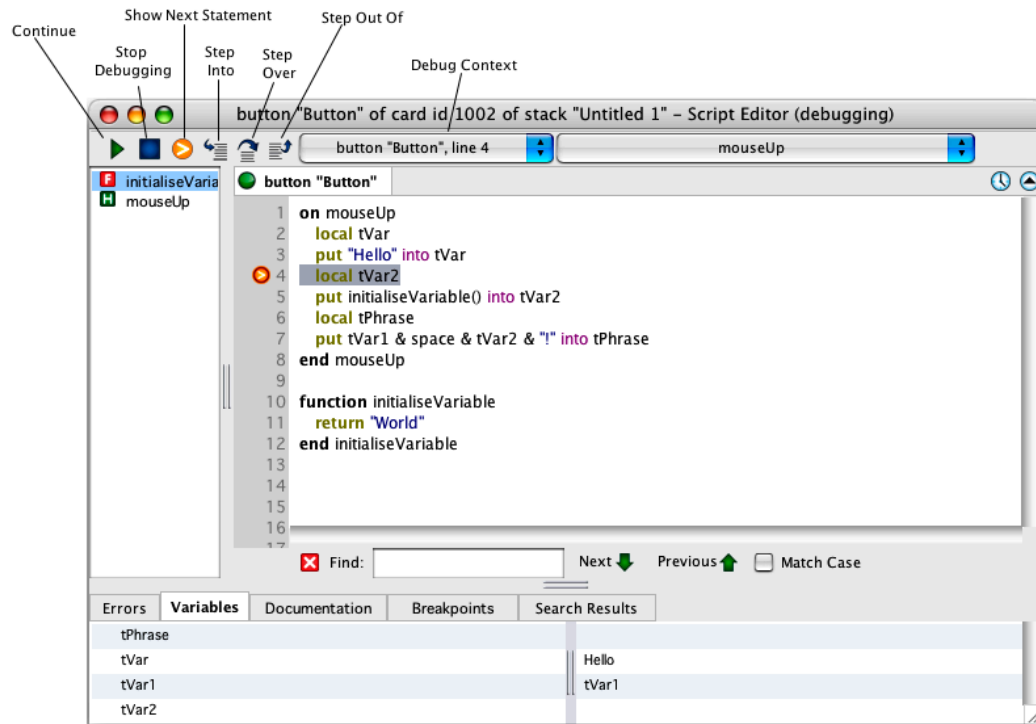 Show Next Statement
Step Out Of
Continue
Stop Debugging
Step Into
Step Over
Debug Context
button "Button" of card id 1002 of stack "Untitled 1" – Script Editor (debugging)
button "Button", line 4
mouseUp
F initialiseVaria
H mouseUp
button "Button"
1 on mouseUp
2 local tVar
3 put "Hello" into tVar
4 local tVar2
5 put initialiseVariable() into tVar2
6 local tPhrase
7 put tVar1 & space & tVar2 & "!" into tPhrase
8 end mouseUp
9
10 function initialiseVariable
11 return "World"
12 end initialiseVariable
13
14
15
16
17
Find:
Next
Previous
Match Case
Errors
Variables
Documentation
Breakpoints
Search Results
tPhrase
tVar Hello
tVar1 tVar1
tVar2